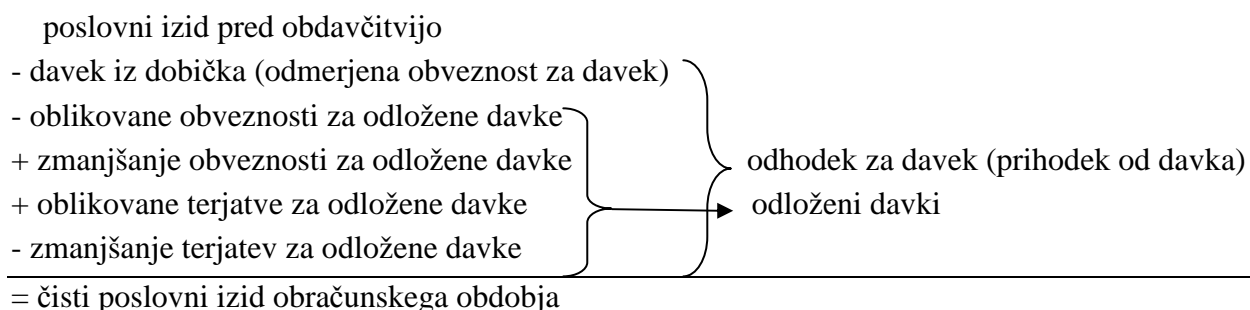 poslovni izid pred obdavčitvijo
- davek iz dobička (odmerjena obveznost za davek)
- oblikovane obveznosti za odložene davke
+ zmanjšanje obveznosti za odložene davke odhodek za davek (prihodek od davka)
+ oblikovane terjatve za odložene davke odloženi davki
- zmanjšanje terjatev za odložene davke
= čisti poslovni izid obračunskega obdobja